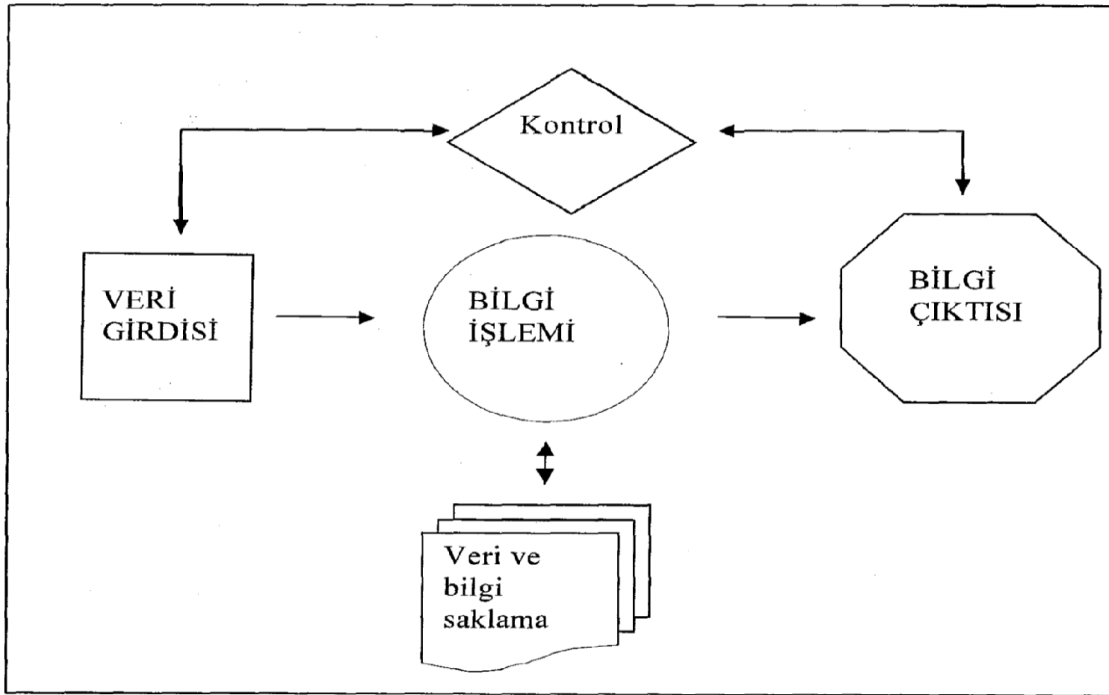 Kontrol
VERİ
GİRDİSİ
BİLGİ
İŞLEMİ
BİLGİ
ÇIKTISI
Veri ve
bilgi
saklama